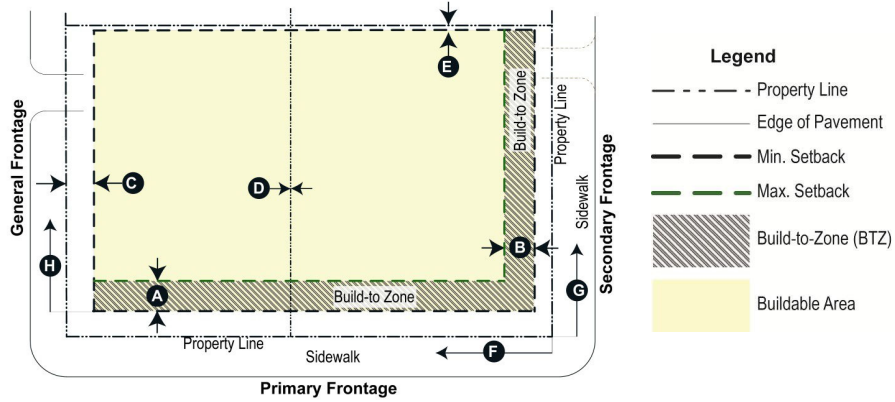 E
Build-to Zone
Property Line
General Frontage
C
D
Sidewalk
Secondary Frontage
B
H
A
Build-to Zone
G
Property Line
Sidewalk
F
Primary Frontage
Legend
Property Line
Edge of Pavement
Min. Setback
Max. Setback
Build-to-Zone (BTZ)
Buildable Area